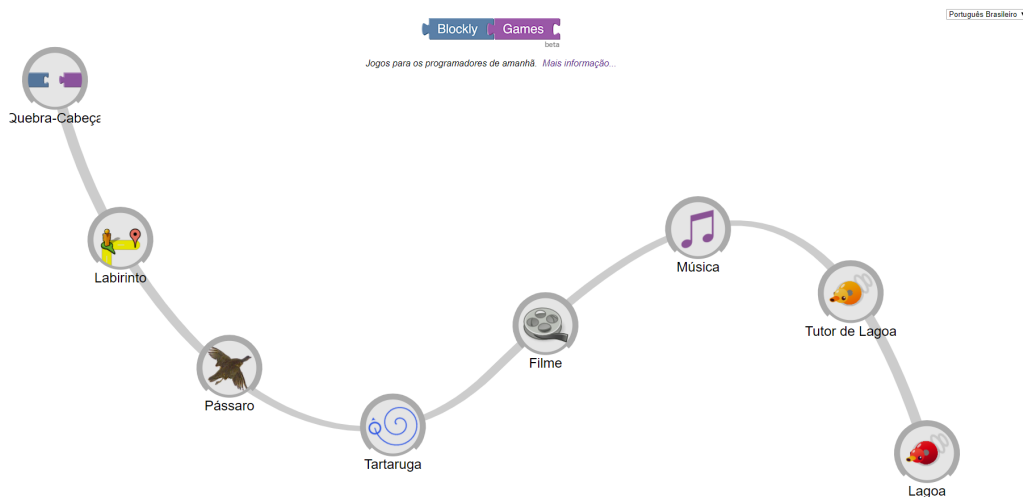 Português Brasileiro
Blockly Games
beta
Jogos para os programadores de amanhã. Mais informação...
Quebra-Cabeça
Labirinto
Pássaro
Tartaruga
Filme
Música
Tutor de Lagoa
Lagoa